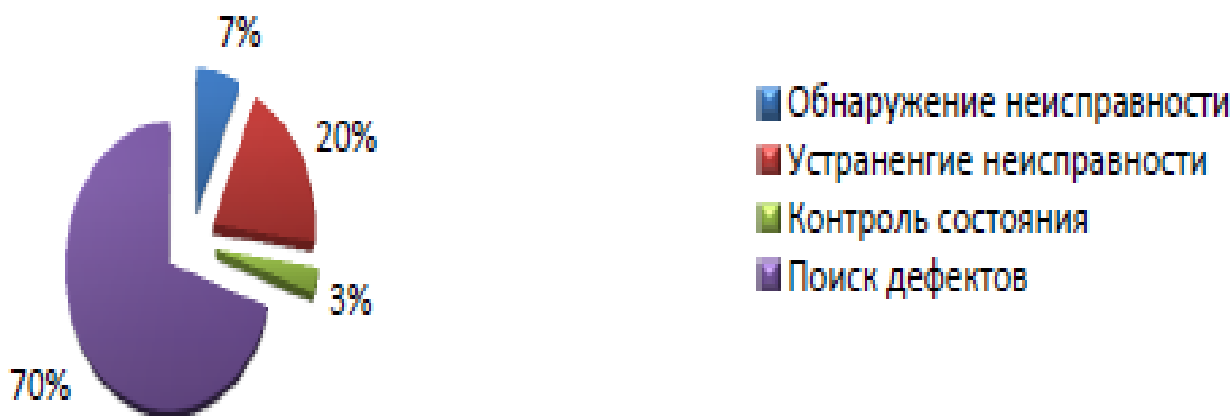 7%
20%
3%
70%
Обнаружение неисправности
Устраненгие неисправности
Контроль состояния
Поиск дефектов